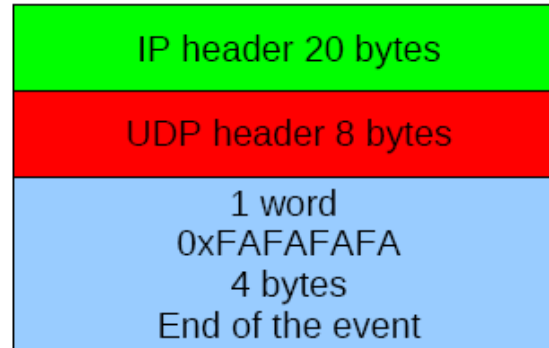 IP header 20 bytes
UDP header 8 bytes
1 word
0xFAFAFAFA
4 bytes
End of the event